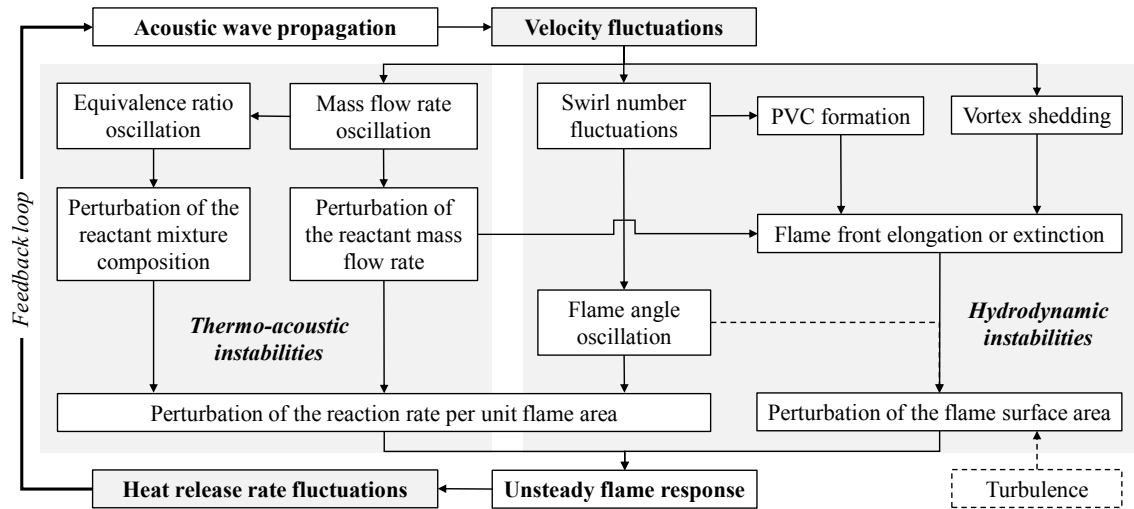 Acoustic wave propagation
Velocity fluctuations
Equivalence ratio
oscillation
Mass flow rate
oscillation
Swirl number
fluctuations
PVC formation
Vortex shedding
Feedback loop
Perturbation of the
reactant mixture
composition
Perturbation of
the reactant mass
flow rate
Flame front elongation or extinction
Thermo-acoustic
instabilities
Flame angle
oscillation
Hydrodynamic
instabilities
Perturbation of the reaction rate per unit flame area
Perturbation of the flame surface area
Heat release rate fluctuations
Unsteady flame response
Turbulence